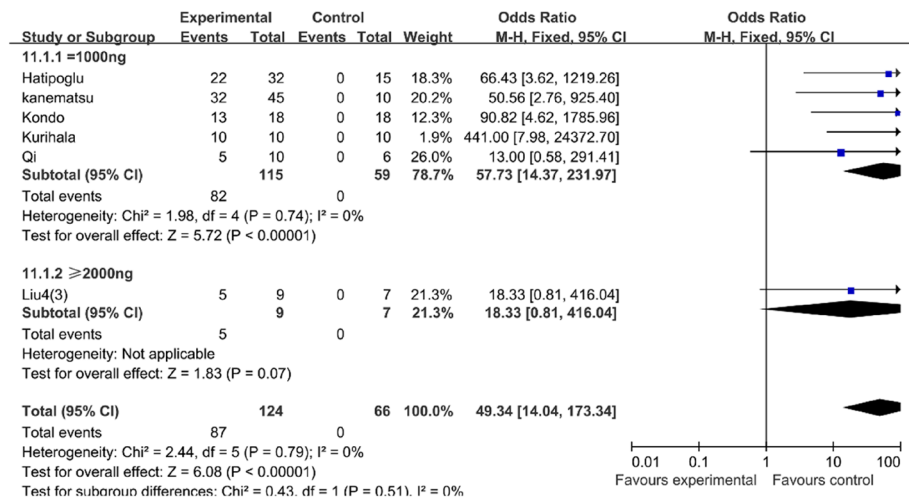 Experimental Control Odds Ratio Odds Ratio
Study or Subgroup Events Total Events Total Weight M-H, Fixed, 95% CI M-H, Fixed, 95% CI
11.1.1 =1000ng
Hatipoglu 22 32 0 15 18.3% 66.43 [3.62, 1219.26]
kanematsu 32 45 0 10 20.2% 50.56 [2.76, 925.40]
Kondo 13 18 0 18 12.3% 90.82 [4.62, 1785.96]
Kurihala 10 10 0 10 1.9% 441.00 [7.98, 24372.70]
Qi 5 10 0 6 26.0% 13.00 [0.58, 291.41]
Subtotal (95% CI) 115 59 78.7% 57.73 [14.37, 231.97]
Total events 82 0
Heterogeneity: Chi² = 1.98, df = 4 (P = 0.74); I² = 0%
Test for overall effect: Z = 5.72 (P < 0.00001)
11.1.2 ≥2000ng
Liu4(3) 5 9 0 7 21.3% 18.33 [0.81, 416.04]
Subtotal (95% CI) 9 7 21.3% 18.33 [0.81, 416.04]
Total events 5 0
Heterogeneity: Not applicable
Test for overall effect: Z = 1.83 (P = 0.07)
Total (95% CI) 124 66 100.0% 49.34 [14.04, 173.34]
Total events 87 0
Heterogeneity: Chi² = 2.44, df = 5 (P = 0.79); I² = 0%
Test for overall effect: Z = 6.08 (P < 0.00001)
Test for subgroup differences: Chi² = 0.43, df = 1 (P = 0.51), I² = 0%
0.01 0.1 1 10 100
Favours experimental Favours control